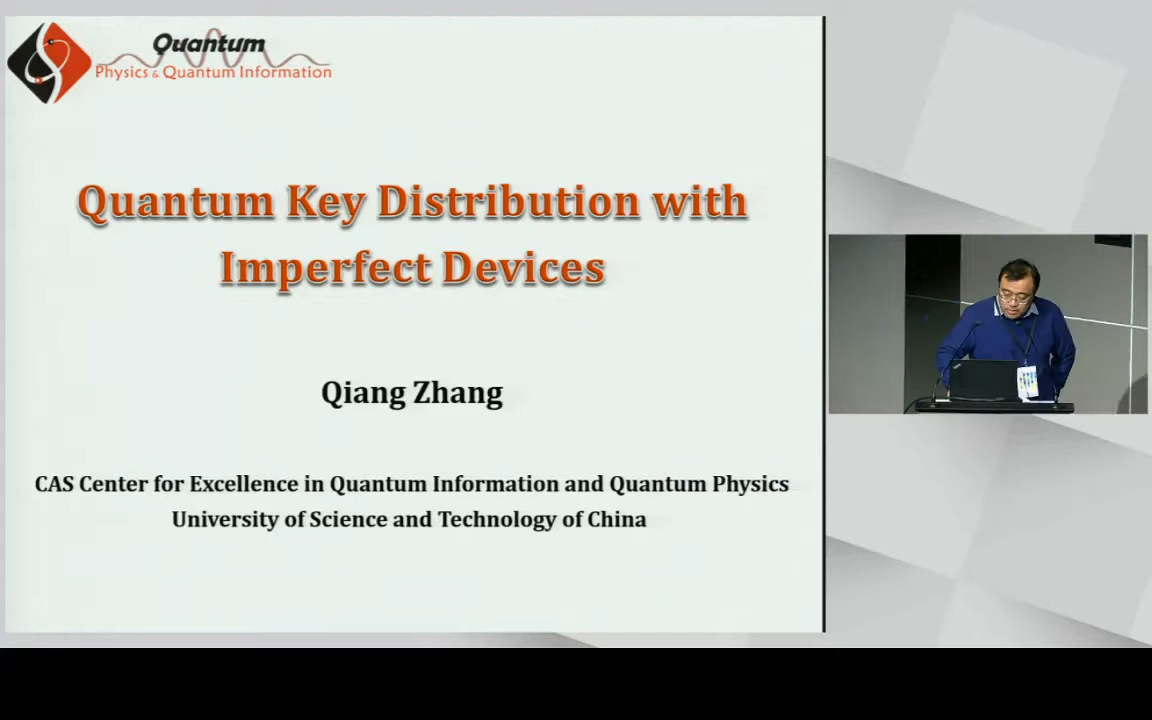 Quantum
Physics & Quantum Information
Quantum Key Distribution with
Imperfect Devices
Qiang Zhang
CAS Center for Excellence in Quantum Information and Quantum Physics
University of Science and Technology of China